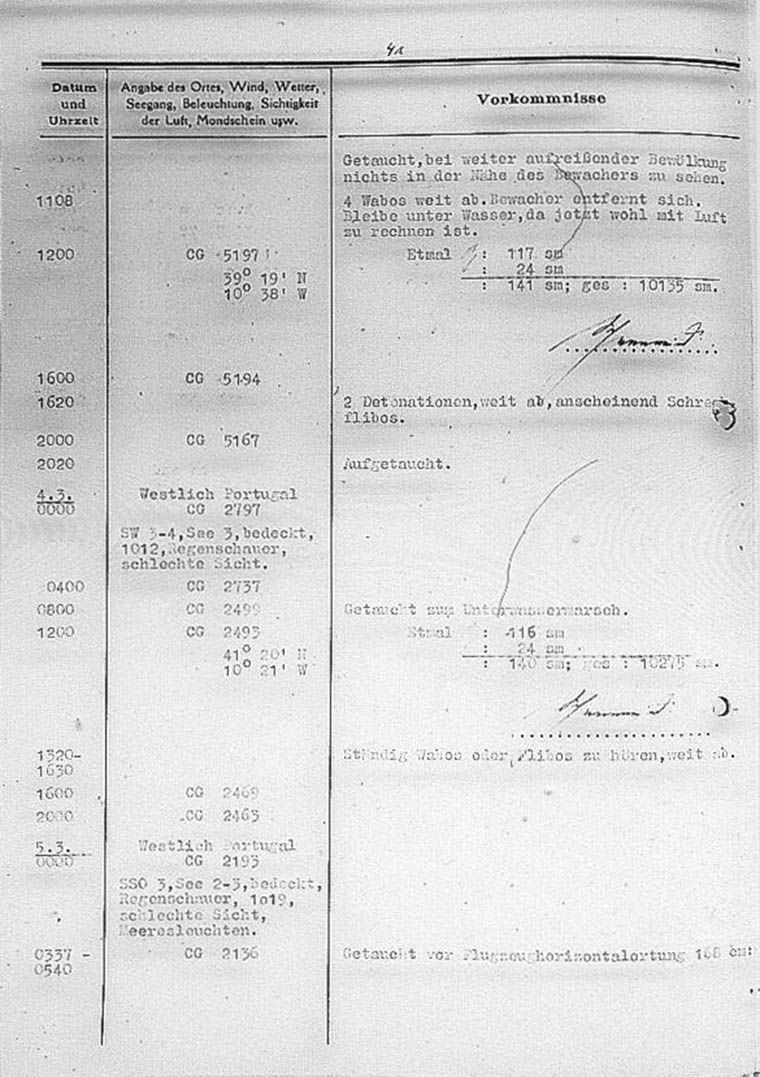 41
Datum
und
Uhrzeit
Angabe des Ortes, Wind, Wetter,
Seegang, Beleuchtung, Sichtigkeit
der Luft, Mondschein usw.
Vorkommnisse
Getaucht,bei weiter aufreißender Bewölkung
nichts in der Nähe des Bewachers zu sehen.
1108
4 Wabos weit ab.Bewacher entfernt sich.
Bleibe unter Wasser,da jetzt wohl mit Luft
zu rechnen ist.
1200 CG 5197 Etmal : 117 sm
39° 19' N : 24 sm
10° 38' W : 141 sm; ges : 10135 sm.
1600 CG 5194
1620 2 Detonationen,weit ab,anscheinend
flibos.
2000 CG 5167
2020 Aufgetaucht.
4.3. Westlich Portugal
0000 CG 2797
SW 3-4,See 3,bedeckt,
1012,Regenschauer,
schlechte Sicht.
0400 CG 2737
0800 CG 2499 Getaucht zum Unterwassermarsch.
1200 CG 2493 Etmal : 116 sm
41° 20' N : 24 sm
10° 21' W : 140 sm; ges : 10275 sm.
1320- Ständig Wabos oder Flibos zu hören,weit ab.
1630
1600 CG 2469
2000 CG 2463
5.3. Westlich Portugal
0000 CG 2193
SSO 3,See 2-3,bedeckt,
Regenschauer, 1019,
schlechte Sicht,
Meeresleuchten.
0337 - CG 2136 Getaucht vor Flugzeughorizontalortung 168 cm!
0540